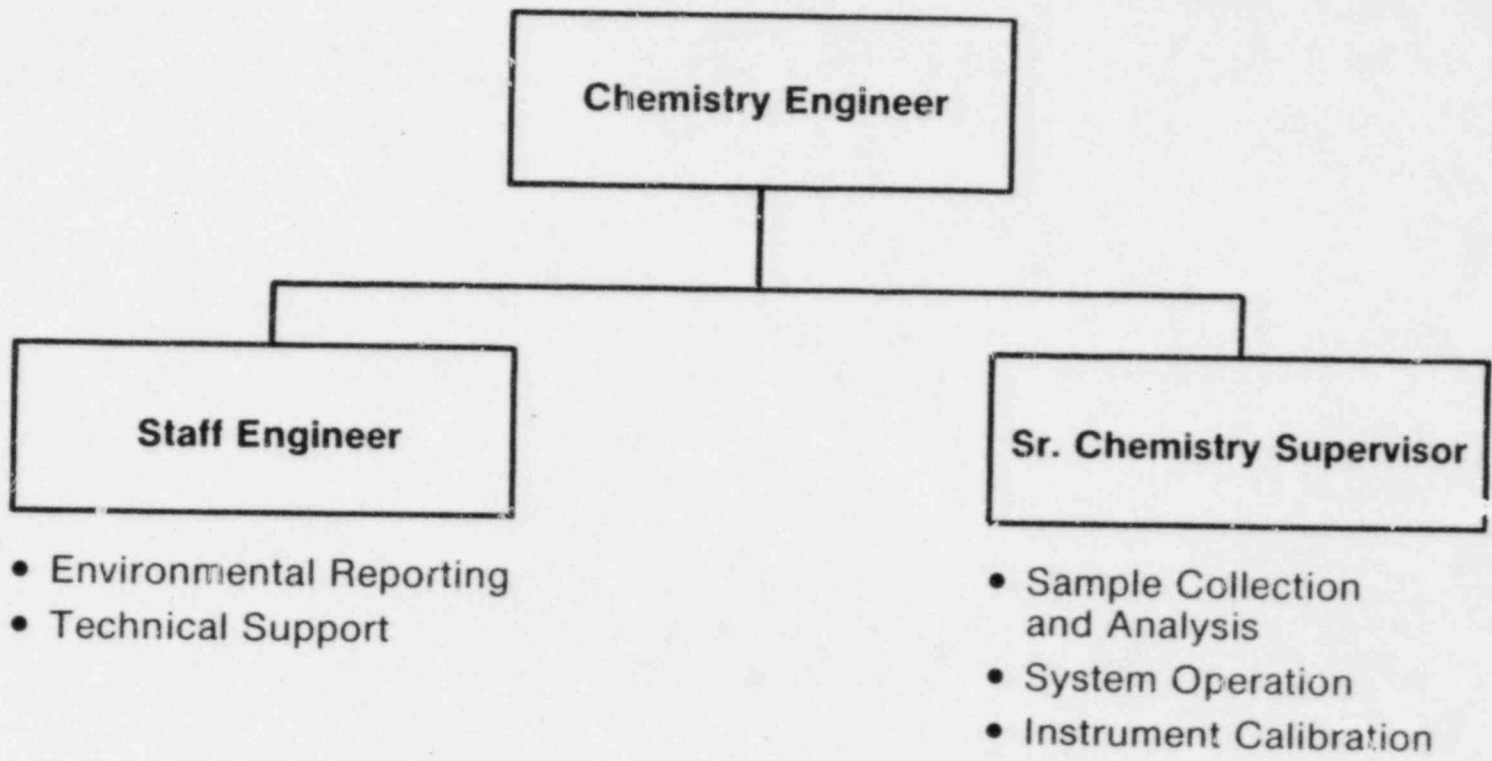 Chemistry Engineer
Staff Engineer
Sr. Chemistry Supervisor
• Environmental Reporting
• Technical Support
• Sample Collection
and Analysis
• System Operation
• Instrument Calibration